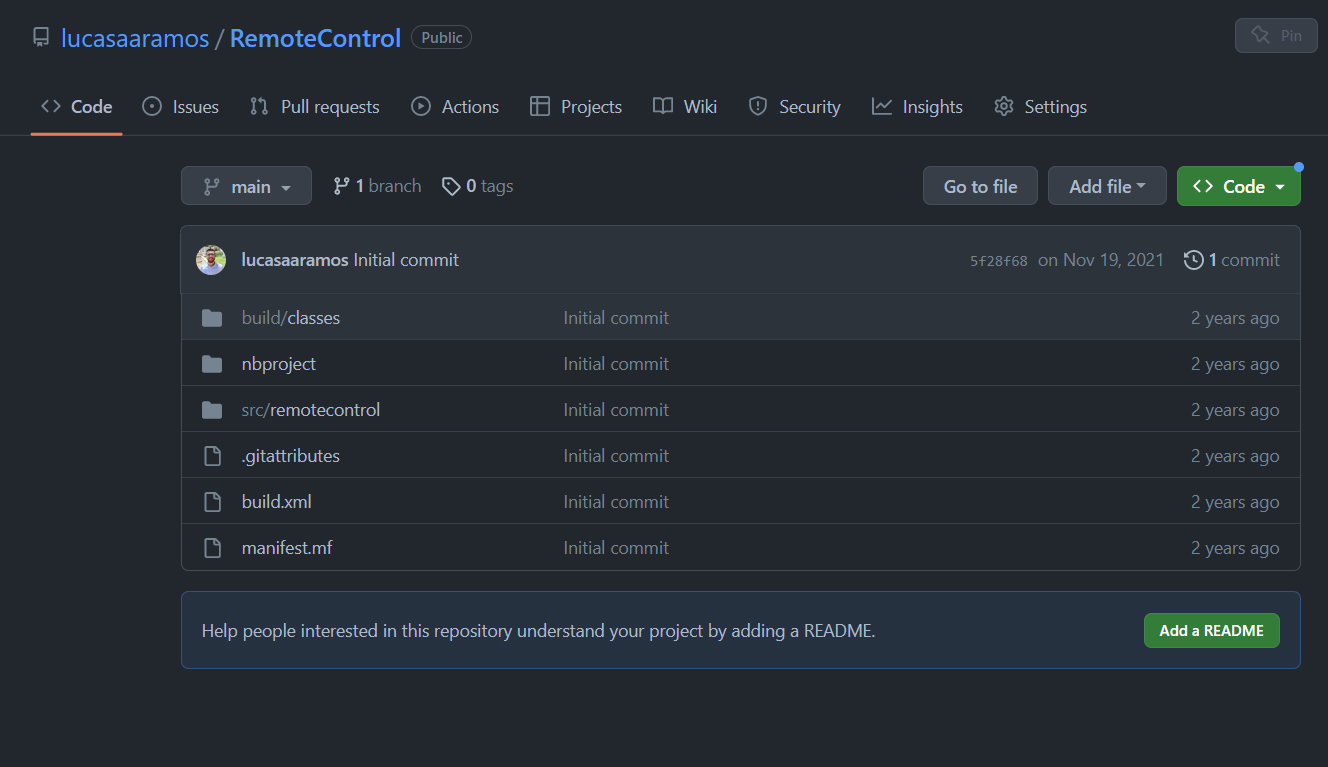 lucasaaramos / RemoteControl Public Pin
Code Issues Pull requests Actions Projects Wiki Security Insights Settings
main 1 branch 0 tags Go to file Add file Code
lucasaaramos Initial commit 5f28f68 on Nov 19, 2021 1 commit
build/classes Initial commit 2 years ago
nbproject Initial commit 2 years ago
src/remotecontrol Initial commit 2 years ago
.gitattributes Initial commit 2 years ago
build.xml Initial commit 2 years ago
manifest.mf Initial commit 2 years ago
Help people interested in this repository understand your project by adding a README. Add a README